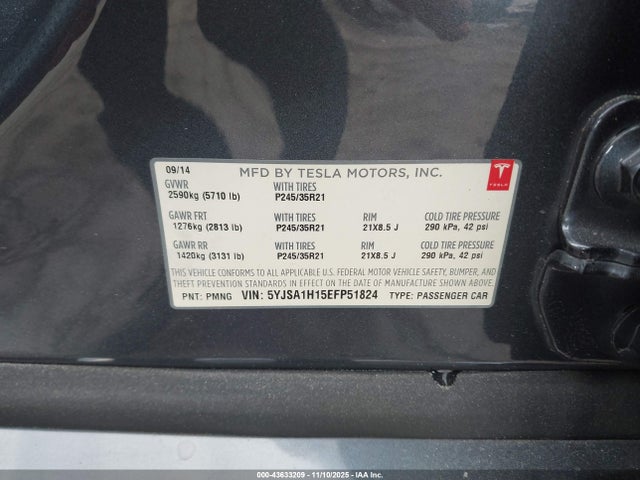 09/14 MFD BY TESLA MOTORS, INC.
TESLA
GVWR WITH TIRES
2590kg (5710 lb) P245/35R21
GAWR FRT WITH TIRES RIM COLD TIRE PRESSURE
1276kg (2813 lb) P245/35R21 21X8.5 J 290 kPa, 42 psi
GAWR RR WITH TIRES RIM COLD TIRE PRESSURE
1420kg (3131 lb) P245/35R21 21X8.5 J 290 kPa, 42 psi
THIS VEHICLE CONFORMS TO ALL APPLICABLE U.S. FEDERAL MOTOR VEHICLE SAFETY, BUMPER, AND
THEFT PREVENTION STANDARDS IN EFFECT ON THE DATE OF MANUFACTURE SHOWN ABOVE.
PNT: PMNG VIN: 5YJSA1H15EFP51824 TYPE: PASSENGER CAR
000-43633209 - 11/10/2025 - IAA Inc.